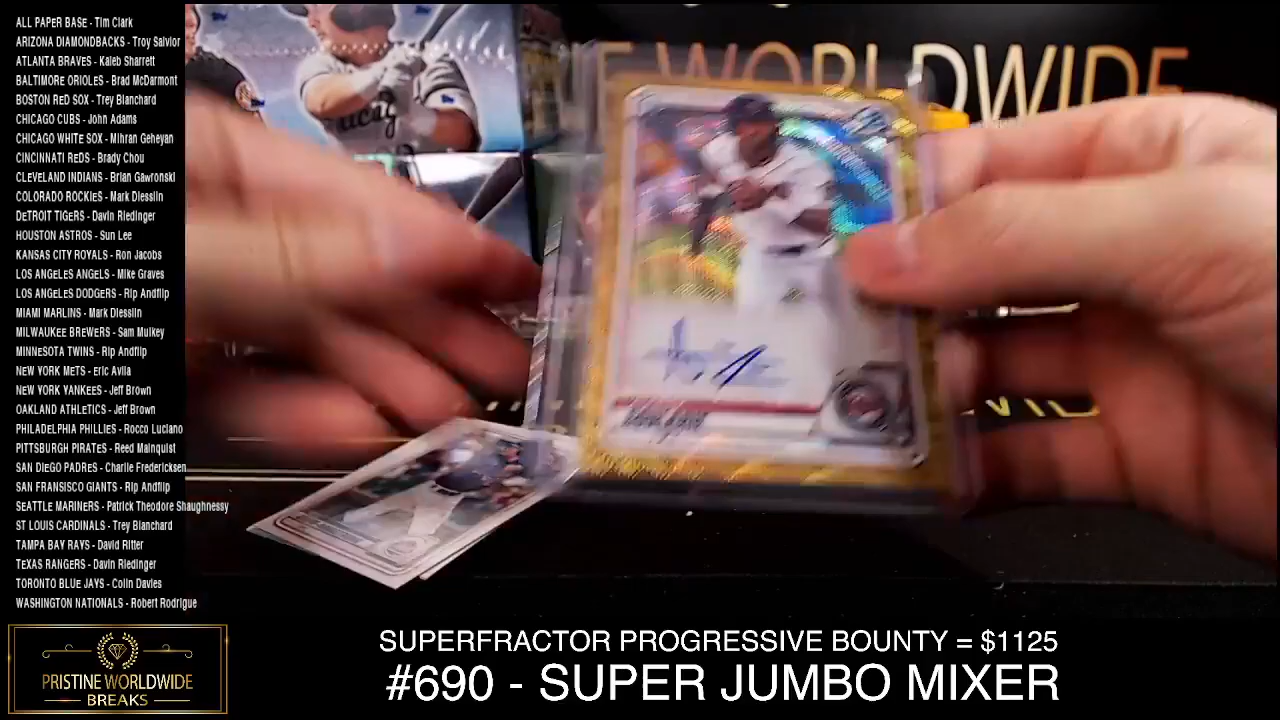 ALL PAPER BASE - Tim Clark
ARIZONA DIAMONDBACKS - Troy Salvior
ATLANTA BRAVES - Kaleb Sharrett
BALTIMORE ORIOLES - Brad McDarmont
BOSTON RED SOX - Trey Blanchard
CHICAGO CUBS - John Adams
CHICAGO WHITE SOX - Mihran Geheyan
CINCINNATI REDS - Brady Chou
CLEVELAND INDIANS - Brian Gawronski
COLORADO ROCKIES - Mark Diesslin
DETROIT TIGERS - Davin Riedinger
HOUSTON ASTROS - Sun Lee
KANSAS CITY ROYALS - Ron Jacobs
LOS ANGELES ANGELS - Mike Graves
LOS ANGELES DODGERS - Rip Andflip
MIAMI MARLINS - Mark Diesslin
MILWAUKEE BREWERS - Sam Mulkey
MINNESOTA TWINS - Rip Andflip
NEW YORK METS - Eric Avila
NEW YORK YANKEES - Jeff Brown
OAKLAND ATHLETICS - Jeff Brown
PHILADELPHIA PHILLIES - Rocco Luciano
PITTSBURGH PIRATES - Reed Malnquist
SAN DIEGO PADRES - Charlie Fredericksen
SAN FRANSISCO GIANTS - Rip Andflip
SEATTLE MARINERS - Patrick Theodore Shaughnessy
ST LOUIS CARDINALS - Trey Blanchard
TAMPA BAY RAYS - David Ritter
TEXAS RANGERS - Davin Riedinger
TORONTO BLUE JAYS - Colin Davies
WASHINGTON NATIONALS - Robert Rodrigue
E WORLDWIDE
PRISTINE WORLDWIDE
BREAKS
SUPERFRACTOR PROGRESSIVE BOUNTY = $1125
#690 - SUPER JUMBO MIXER